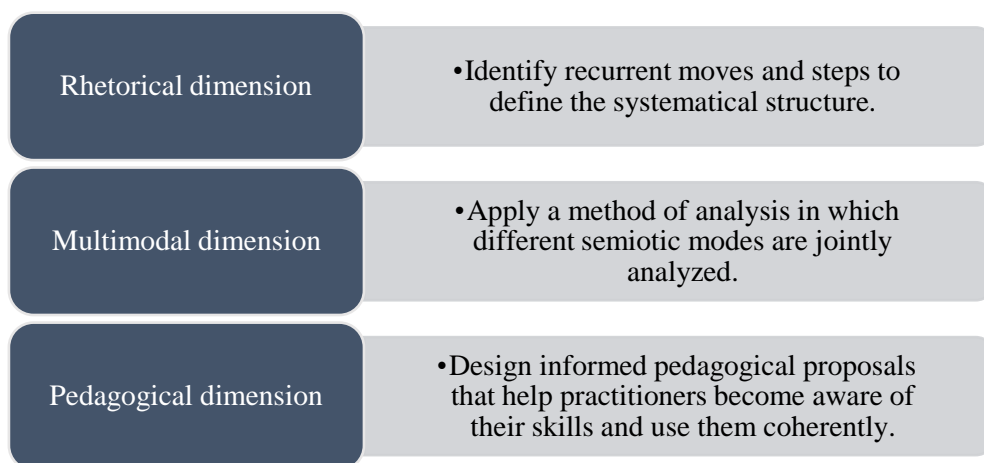 Rhetorical dimension
•Identify recurrent moves and steps to
define the systematical structure.
Multimodal dimension
•Apply a method of analysis in which
different semiotic modes are jointly
analyzed.
Pedagogical dimension
•Design informed pedagogical proposals
that help practitioners become aware of
their skills and use them coherently.